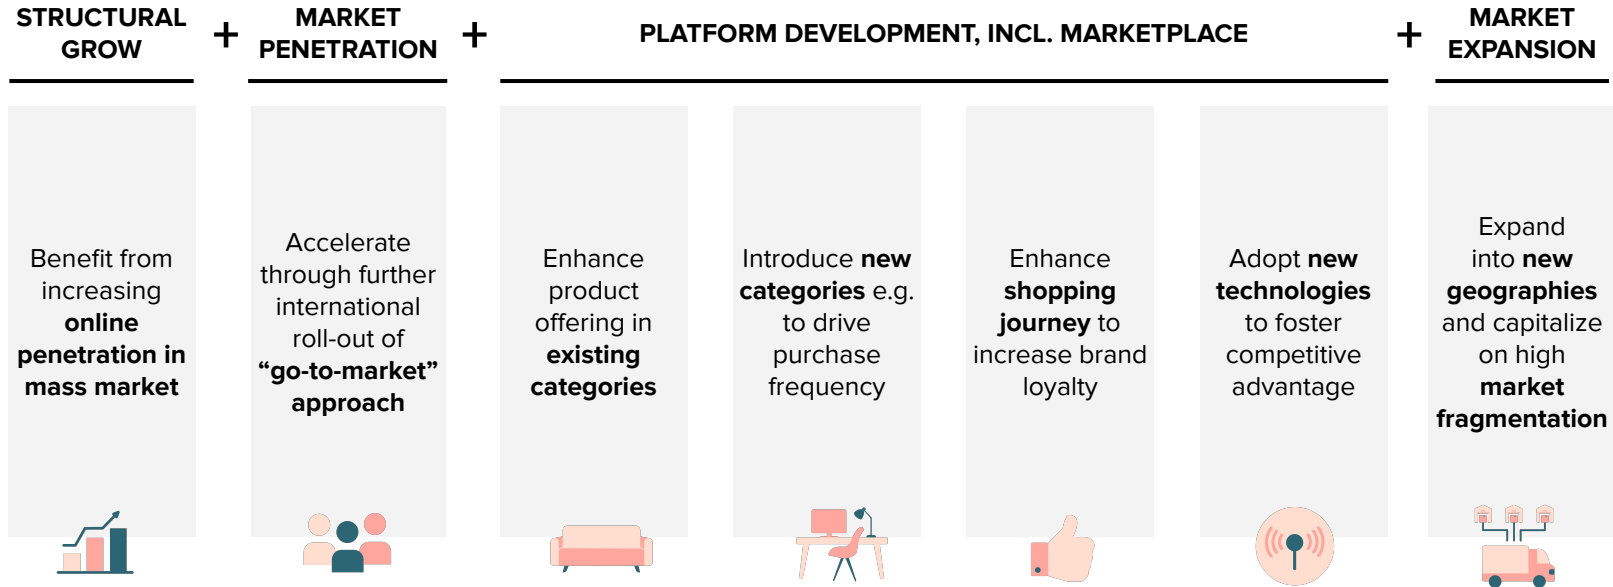 STRUCTURAL
GROW
+
MARKET
PENETRATION
+
PLATFORM DEVELOPMENT, INCL. MARKETPLACE
+
MARKET
EXPANSION
Benefit from
increasing
online
penetration in
mass market
Accelerate
through further
international
roll-out of
“go-to-market”
approach
Enhance
product
offering in
existing
categories
Introduce new
categories e.g.
to drive
purchase
frequency
Enhance
shopping
journey to
increase brand
loyalty
Adopt new
technologies
to foster
competitive
advantage
Expand
into new
geographies
and capitalize
on high
market
fragmentation